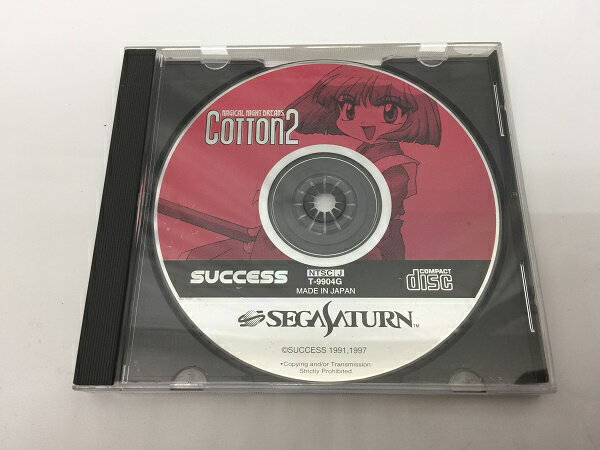 MAGICAL NIGHT DREAMS
COTTON2
SUCCESS
NTSC J
T-9904G
MADE IN JAPAN
COMPACT
disc
SEGA SATURN™
©SUCCESS 1991,1997
•Copying and/or Transmission
Strictly Prohibited.